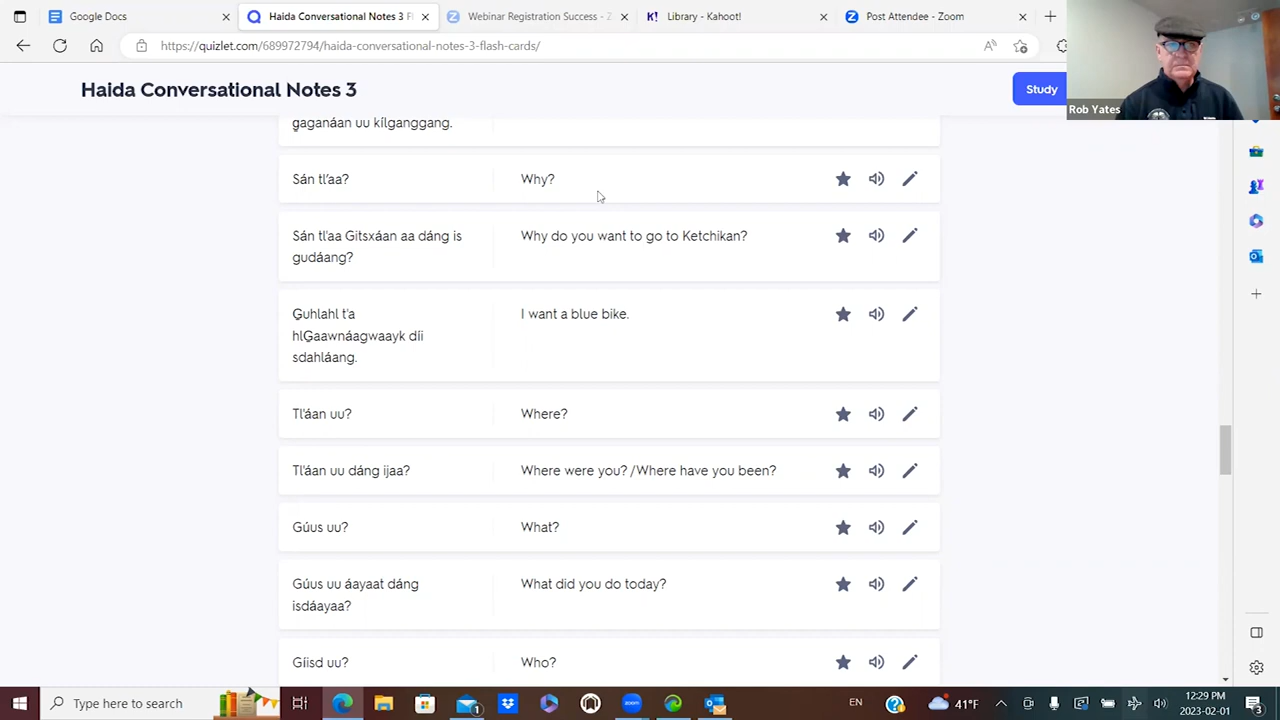 Google Docs
Haida Conversational Notes 3 Fl
Webinar Registration Success - Z
Library - Kahoot!
Post Attendee - Zoom
https://quizlet.com/689972794/haida-conversational-notes-3-flash-cards/
Rob Yates
Haida Conversational Notes 3
Study
gaganáan uu kílganggang.
Sán tl'aa?
Why?
Sán tl'aa Gitsxáan aa dáng is
gudáang?
Why do you want to go to Ketchikan?
Guhlahl t'a
hlGaawnáagwaayk díi
sdahláang.
I want a blue bike.
Tl'áan uu?
Where?
Tl'áan uu dáng ijaa?
Where were you? /Where have you been?
Gúus uu?
What?
Gúus uu áayaat dáng
isdáayaa?
What did you do today?
Gíisd uu?
Who?
Type here to search
EN
41°F
12:29 PM
2023-02-01